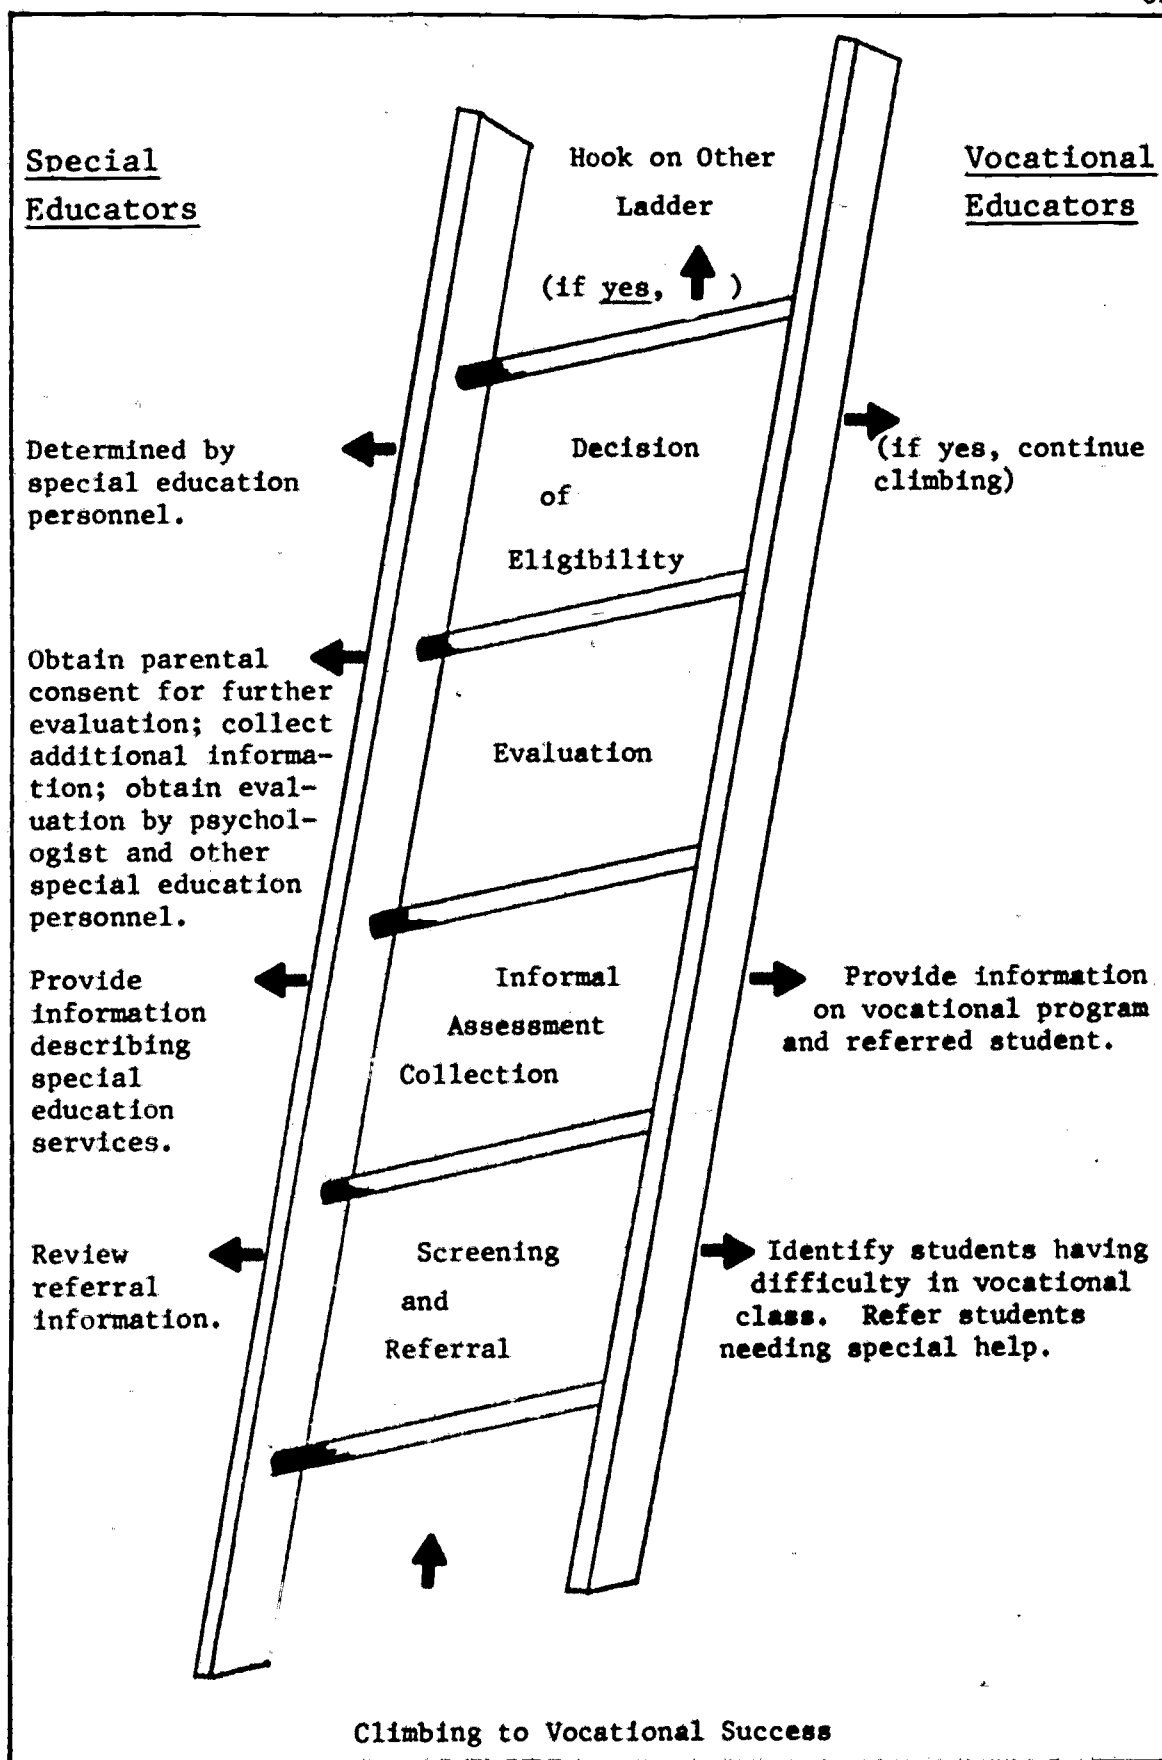 Special
Educators
Hook on Other
Ladder
(if yes, )
Vocational
Educators
Determined by
special education
personnel.
Decision
of
Eligibility
(if yes, continue
climbing)
Obtain parental
consent for further
evaluation; collect
additional informa-
tion; obtain eval-
uation by psychol-
ogist and other
special education
personnel.
Evaluation
Provide
information
describing
special
education
services.
Informal
Assessment
Collection
Provide information
on vocational program
and referred student.
Review
referral
information.
Screening
and
Referral
Identify students having
difficulty in vocational
class. Refer students
needing special help.
Climbing to Vocational Success